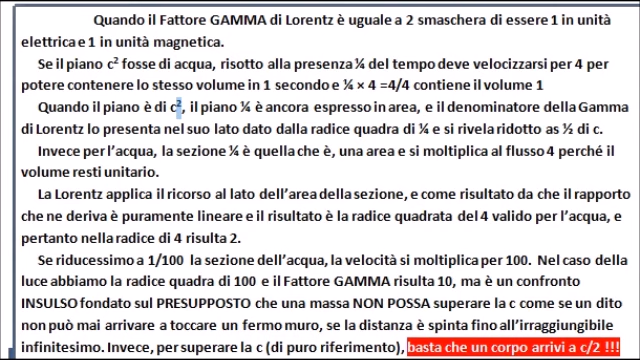 Quando il Fattore GAMMA di Lorentz è uguale a 2 smaschera di essere 1 in unità
elettrica e 1 in unità magnetica.
Se il piano c² fosse di acqua, risotto alla presenza ¼ del tempo deve velocizzarsi per 4 per
poter contenere lo stesso volume in 1 secondo e ¼ × 4 =4/4 contiene il volume 1
Quando il piano è di c², il piano ¼ è ancora espresso in area, e il denominatore della Gamma
di Lorentz lo presenta nel suo lato dato dalla radice quadra di ¼ e si rivela ridotto as ½ di c.
Invece per l'acqua, la sezione ¼ è quella che è, una area e si moltiplica al flusso 4 perché il
volume resti unitario.
La Lorentz applica il ricorso al lato dell'area della sezione, e come risultato da che il rapporto
che ne deriva è puramente lineare e il risultato è la radice quadrata del 4 valido per l'acqua, e
pertanto nella radice di 4 risulta 2.
Se riducessimo a 1/100 la sezione dell'acqua, la velocità si moltiplica per 100. Nel caso della
luce abbiamo la radice quadra di 100 e il Fattore GAMMA risulta 10, ma è un confronto
INSULSO fondato sul PRESUPPOSTO che una massa NON POSSA superare la c come se un dito
non può mai arrivare a toccare un fermo muro, se la distanza è spinta fino all'irraggiungibile
infinitesimo. Invece, per superare la c (di puro riferimento), basta che un corpo arrivi a c/2 !!!